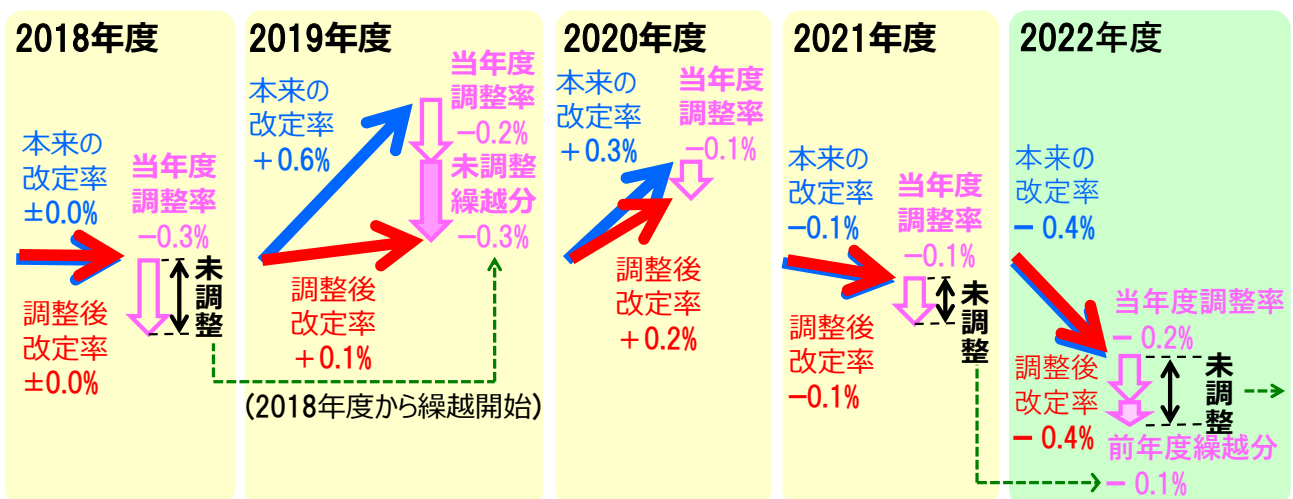 2018年度
本来の
改定率
±0.0%
当年度
調整率
−0.3%
未
調
整
調整後
改定率
±0.0%
2019年度
本来の
改定率
＋0.6%
当年度
調整率
−0.2%
未調整
繰越分
−0.3%
調整後
改定率
＋0.1%
(2018年度から繰越開始)
2020年度
本来の
改定率
＋0.3%
当年度
調整率
−0.1%
調整後
改定率
＋0.2%
2021年度
本来の
改定率
−0.1%
当年度
調整率
−0.1%
未
調
整
調整後
改定率
−0.1%
2022年度
本来の
改定率
− 0.4%
当年度調整率
− 0.2%
未
調
整
調整後
改定率
− 0.4%
前年度繰越分
− 0.1%